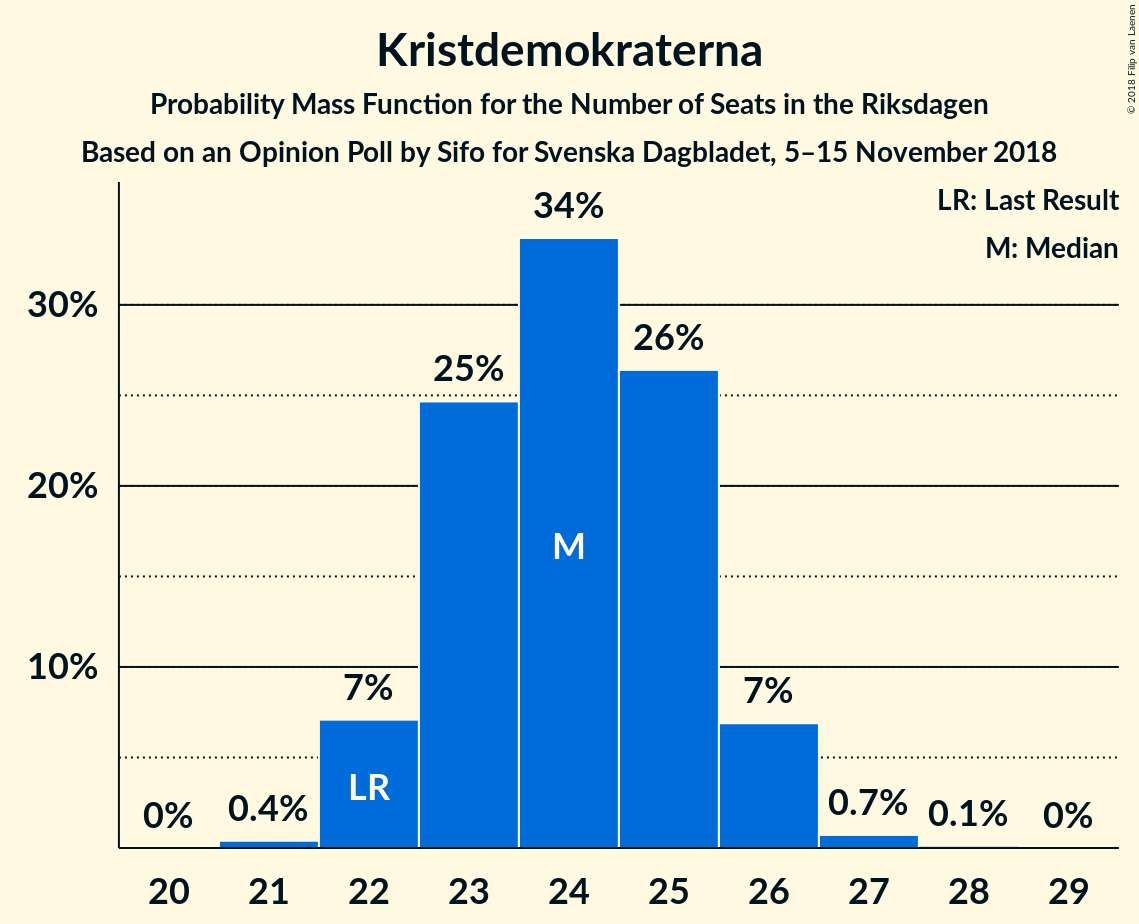 Kristdemokraterna
Probability Mass Function for the Number of Seats in the Riksdagen
Based on an Opinion Poll by Sifo for Svenska Dagbladet, 5–15 November 2018
© 2018 Filip van Laenen
LR: Last Result
M: Median
34%
30%
26%
25%
20%
M
10%
7%
7%
LR
0%
0.4%
0.7%
0.1%
0%
20 21 22 23 24 25 26 27 28 29